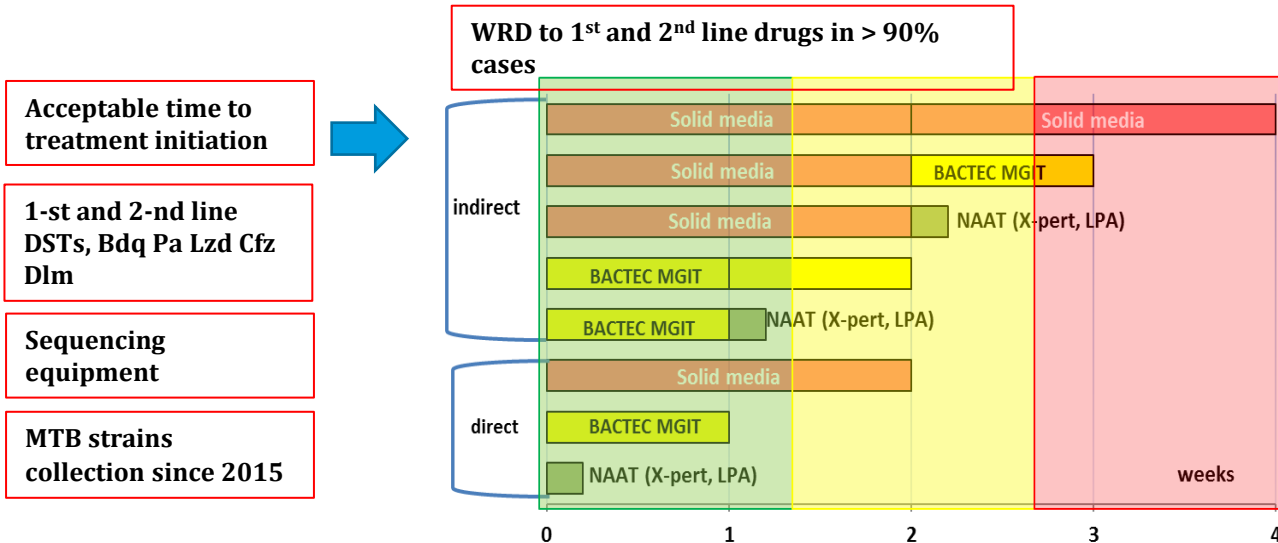 WRD to 1st and 2nd line drugs in > 90%
cases
Acceptable time to
treatment initiation
1-st and 2-nd line
DSTs, Bdq Pa Lzd Cfz
Dlm
Sequencing
equipment
MTB strains
collection since 2015
indirect
Solid media Solid media
Solid media BACTEC MGIT
Solid media NAAT (X-pert, LPA)
BACTEC MGIT
BACTEC MGIT NAAT (X-pert, LPA)
direct
Solid media
BACTEC MGIT
NAAT (X-pert, LPA)
weeks
0 1 2 3 4